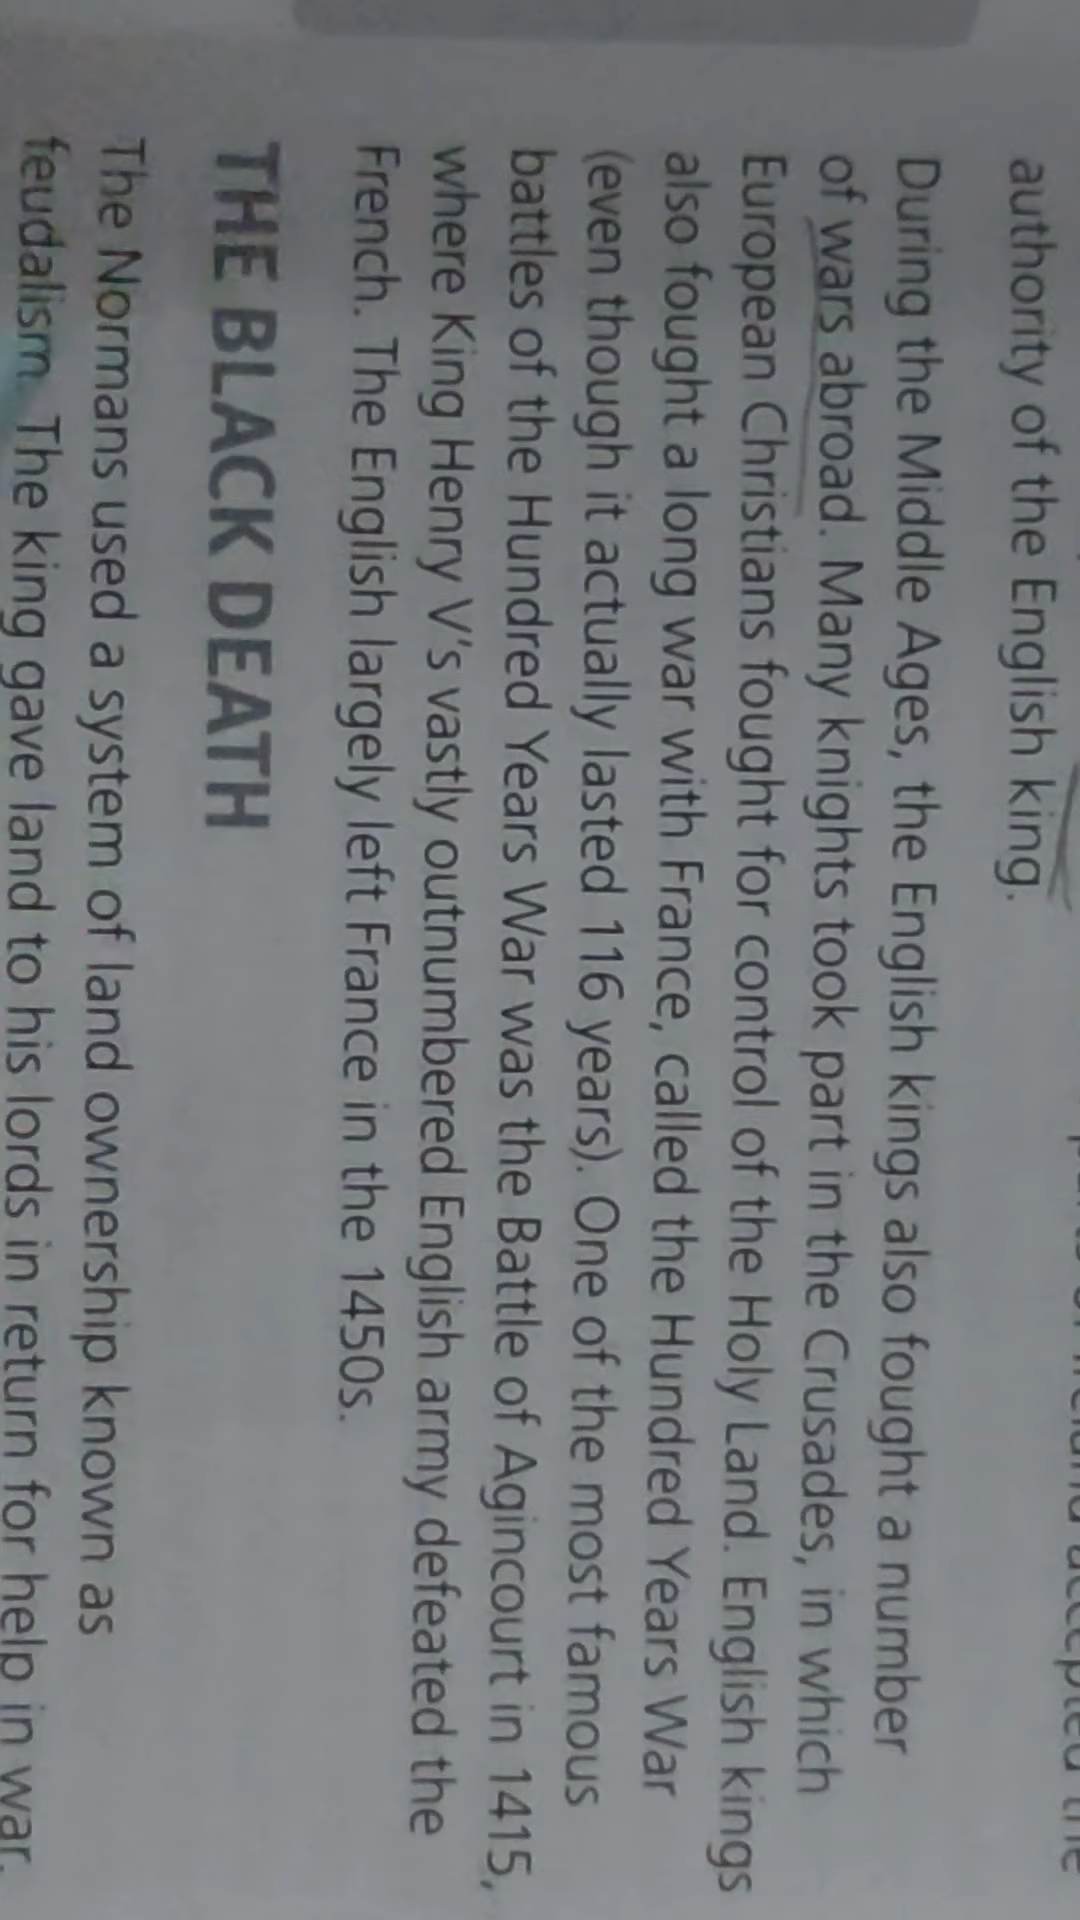 authority of the English king.
During the Middle Ages, the English kings also fought a number
of wars abroad. Many knights took part in the Crusades, in which
European Christians fought for control of the Holy Land. English kings
also fought a long war with France, called the Hundred Years War
(even though it actually lasted 116 years). One of the most famous
battles of the Hundred Years War was the Battle of Agincourt in 1415,
where King Henry V's vastly outnumbered English army defeated the
French. The English largely left France in the 1450s.
THE BLACK DEATH
The Normans used a system of land ownership known as
feudalism. The king gave land to his lords in return for help in war.